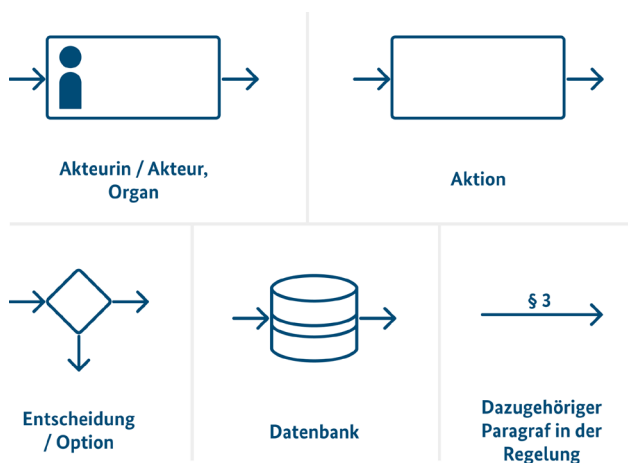 Akteurin / Akteur,
Organ
Aktion
Entscheidung
/ Option
Datenbank
§ 3
Dazugehöriger
Paragraf in der
Regelung